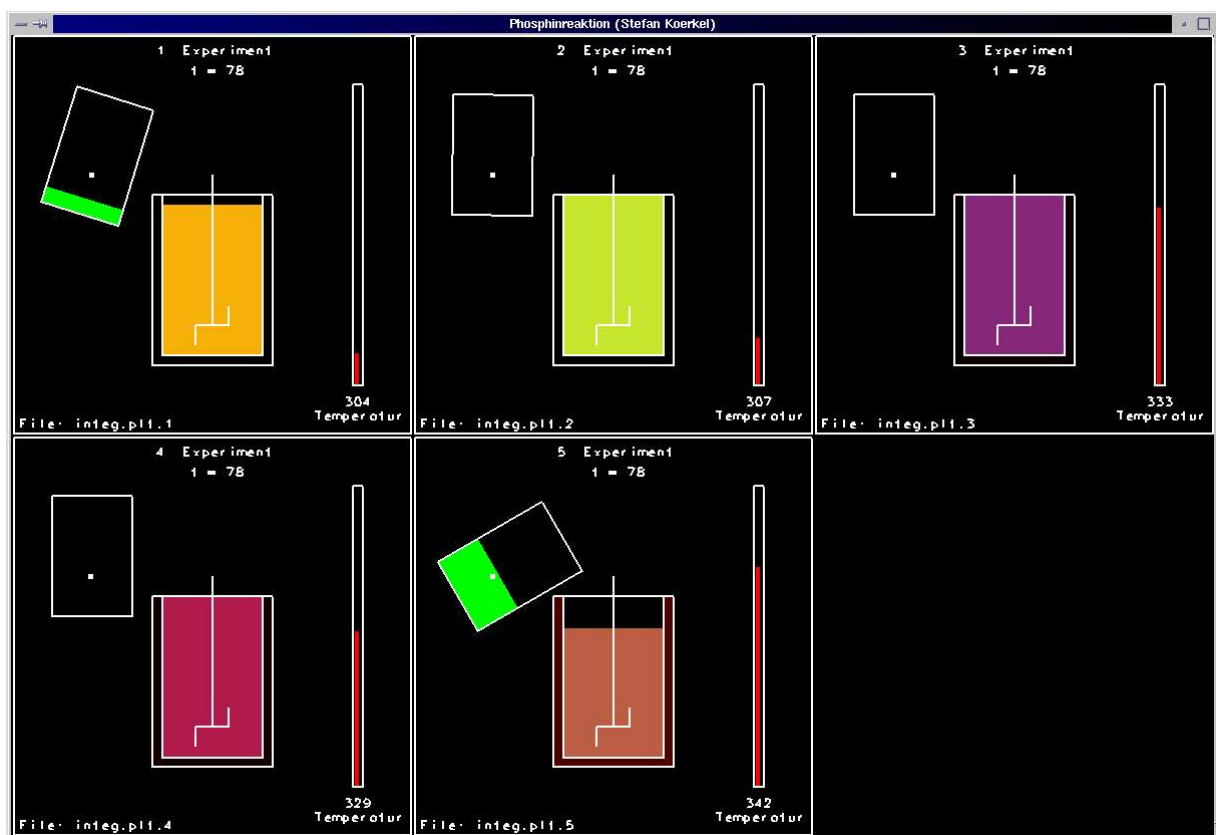 Phosphinreaktion (Stefan Koerkel)
1 Experiment
t = 78
304
Temperatur
File: integ.plt.1
2 Experiment
t = 78
307
Temperatur
File: integ.plt.2
3 Experiment
t = 78
333
Temperatur
File: integ.plt.3
4 Experiment
t = 78
329
Temperatur
File: integ.plt.4
5 Experiment
t = 78
342
Temperatur
File: integ.plt.5